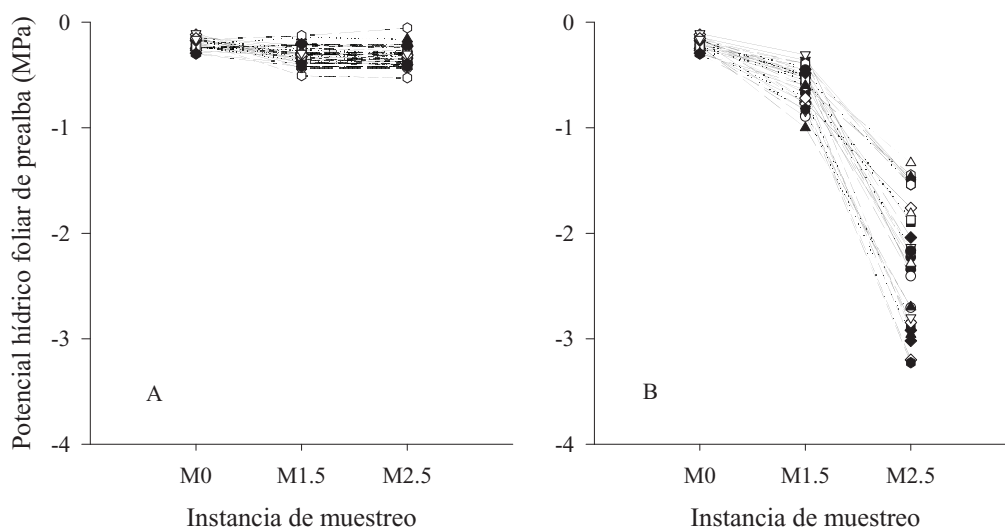 Potencial hídrico foliar de prealba (MPa)
0
-1
-2
-3
-4
A
M0 M1.5 M2.5
Instancia de muestreo
0
-1
-2
-3
-4
B
M0 M1.5 M2.5
Instancia de muestreo